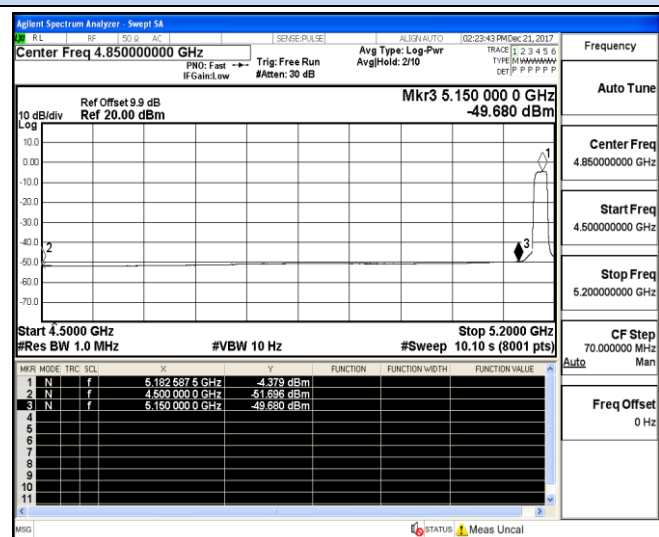 Agilent Spectrum Analyzer - Swept SA
RL RF 50 Ω AC SENSE:PULSE ALIGN AUTO 02:23:43 PM Dec 21, 2017
Center Freq 4.850000000 GHz Avg Type: Log-Pwr TRACE 1 2 3 4 5 6
PNO: Fast Trig: Free Run Avg|Hold: 2/10 TYPE MWWWWW
IFGain:Low #Atten: 30 dB DET P P P P P P
Mkr3 5.150 000 0 GHz
-49.680 dBm
Ref Offset 9.9 dB
10 dB/div Ref 20.00 dBm
Log
10.0
0.00
-10.0
-20.0
-30.0
-40.0
-50.0
-60.0
-70.0
1
2
3
Start 4.5000 GHz Stop 5.2000 GHz
#Res BW 1.0 MHz #VBW 10 Hz #Sweep 10.10 s (8001 pts)
MKR MODE TRC SCL X Y FUNCTION FUNCTION WIDTH FUNCTION VALUE
1 N f 5.182 587 5 GHz -4.379 dBm
2 N f 4.500 000 0 GHz -51.696 dBm
3 N f 5.150 000 0 GHz -49.680 dBm
4
5
6
7
8
9
10
11
MSG STATUS Meas Uncal
Frequency
Auto Tune
Center Freq
4.850000000 GHz
Start Freq
4.500000000 GHz
Stop Freq
5.200000000 GHz
CF Step
70.000000 MHz
Auto Man
Freq Offset
0 Hz